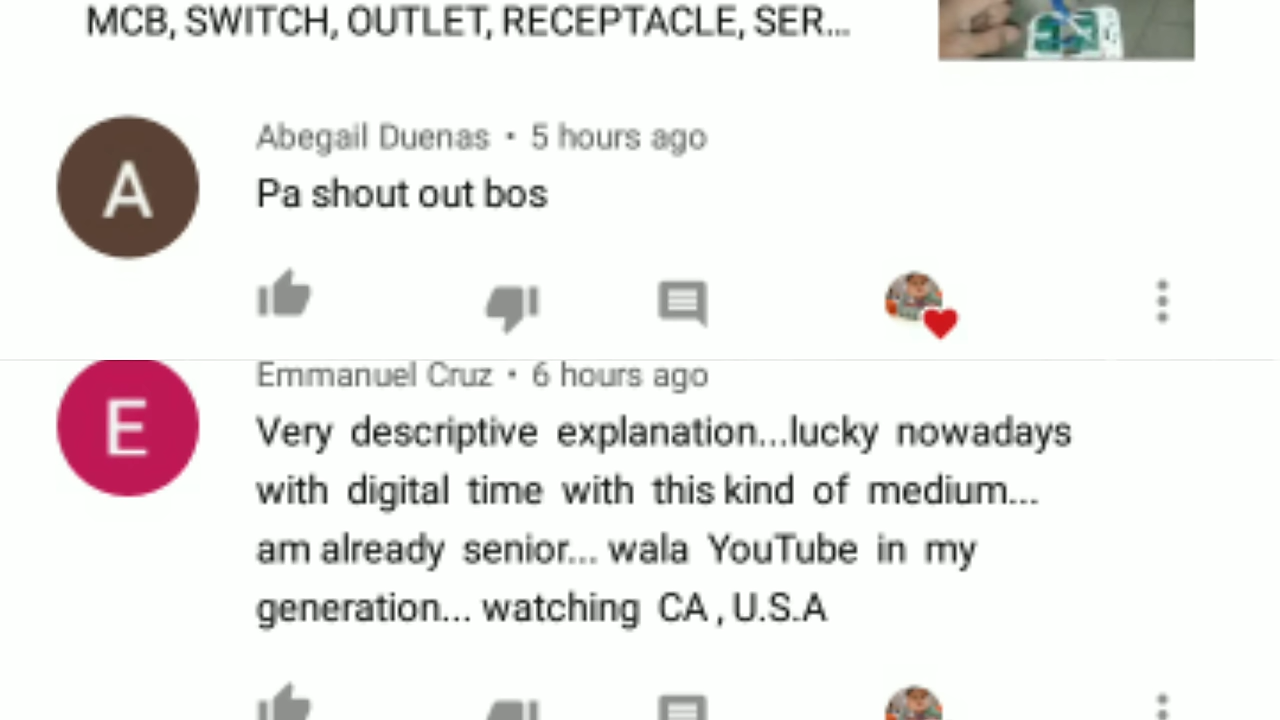 MCB, SWITCH, OUTLET, RECEPTACLE, SER...
A
Abegail Duenas • 5 hours ago
Pa shout out bos
E
Emmanuel Cruz • 6 hours ago
Very descriptive explanation...lucky nowadays
with digital time with this kind of medium...
am already senior... wala YouTube in my
generation... watching CA , U.S.A